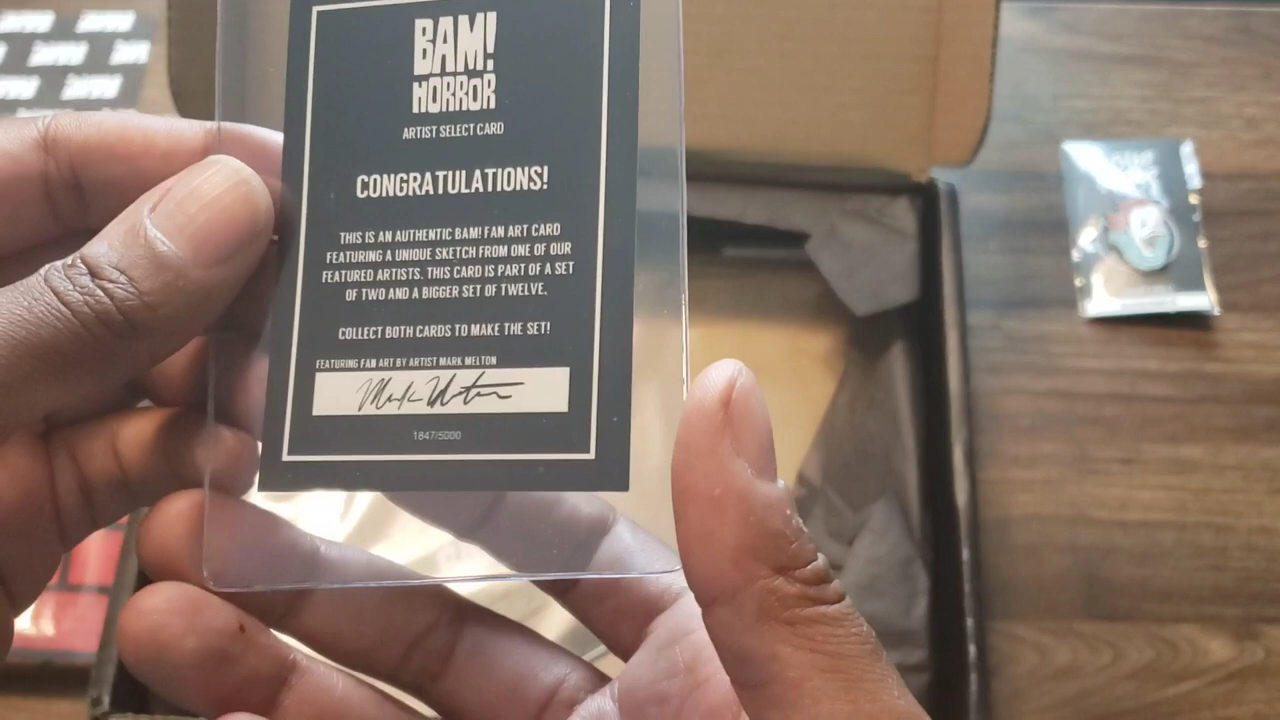 BAM!
HORROR
ARTIST SELECT CARD
CONGRATULATIONS!
THIS IS AN AUTHENTIC BAM! FAN ART CARD
FEATURING A UNIQUE SKETCH FROM ONE OF OUR
FEATURED ARTISTS. THIS CARD IS PART OF A SET
OF TWO AND A BIGGER SET OF TWELVE.
COLLECT BOTH CARDS TO MAKE THE SET!
FEATURING FAN ART BY ARTIST MARK MELTON
Mark Melton
1847/5000